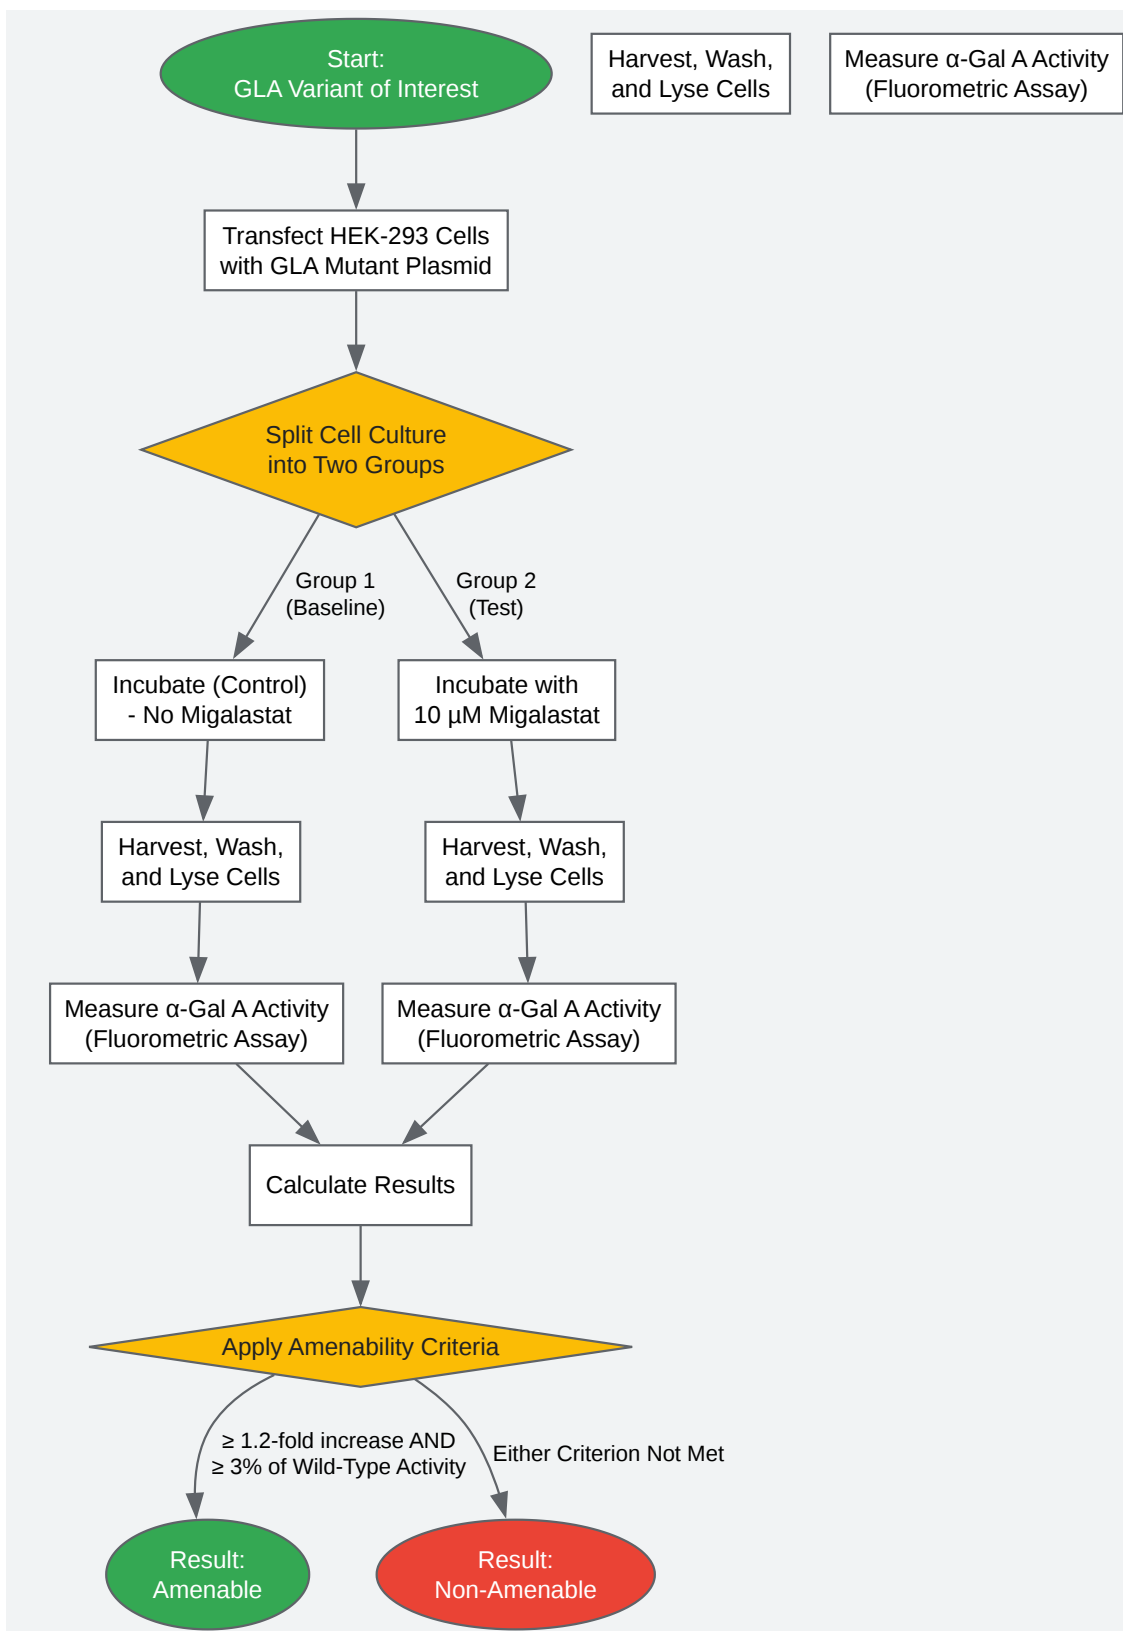 Start:
GLA Variant of Interest
Harvest, Wash,
and Lyse Cells
Measure α-Gal A Activity
(Fluorometric Assay)
Transfect HEK-293 Cells
with GLA Mutant Plasmid
Split Cell Culture
into Two Groups
Group 1
(Baseline)
Group 2
(Test)
Incubate (Control)
- No Migalastat
Incubate with
10 µM Migalastat
Harvest, Wash,
and Lyse Cells
Harvest, Wash,
and Lyse Cells
Measure α-Gal A Activity
(Fluorometric Assay)
Measure α-Gal A Activity
(Fluorometric Assay)
Calculate Results
Apply Amenability Criteria
≥ 1.2-fold increase AND
≥ 3% of Wild-Type Activity
Either Criterion Not Met
Result:
Amenable
Result:
Non-Amenable